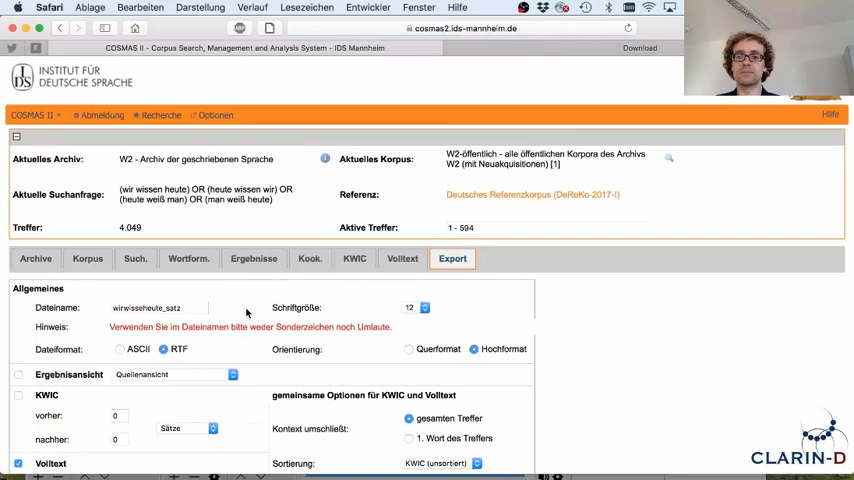 Safari Ablage Bearbeiten Darstellung Verlauf Lesezeichen Entwickler Fenster Hilfe
cosmas2.ids-mannheim.de
COSMAS II - Corpus Search, Management and Analysis System - IDS Mannheim Download
INSTITUT FÜR
DEUTSCHE SPRACHE
COSMAS II Abmeldung Recherche Optionen Hilfe
Aktuelles Archiv: W2 - Archiv der geschriebenen Sprache Aktuelles Korpus: W2-öffentlich - alle öffentlichen Korpora des Archivs
W2 (mit Neuakquisitionen) [1]
Aktuelle Suchanfrage: (wir wissen heute) OR (heute wissen wir) OR
(heute weiß man) OR (man weiß heute) Referenz: Deutsches Referenzkorpus (DeReKo-2017-I)
Treffer: 4.049 Aktive Treffer: 1 - 594
Archive Korpus Such. Wortform. Ergebnisse Kook. KWIC Volltext Export
Allgemeines
Dateiname: wirwisseheute_satz Schriftgröße: 12
Hinweis: Verwenden Sie im Dateinamen bitte weder Sonderzeichen noch Umlaute.
Dateiformat: ASCII RTF Orientierung: Querformat Hochformat
Ergebnisansicht Quellenansicht
KWIC gemeinsame Optionen für KWIC und Volltext
vorher: 0 Sätze Kontext umschließt: gesamten Treffer
nachher: 0 1. Wort des Treffers
Volltext Sortierung: KWIC (unsortiert)
CLARIN-D